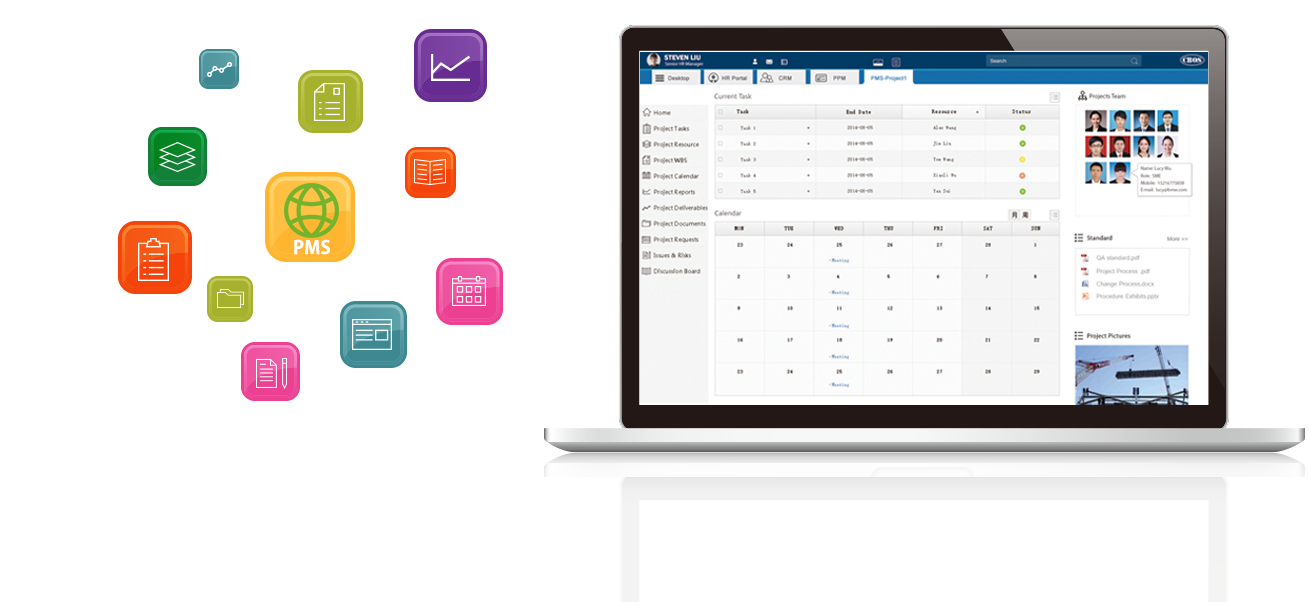 PMS
STEVEN LIU
Senior HR Manager
Search
CROS
Desktop
HR Portal
CRM
PPM
PMS-Project1
Home
Project Tasks
Project Resource
Project WBS
Project Calendar
Project Reports
Project Deliverables
Project Documents
Project Requests
Issues & Risks
Discussion Board
Current Task
Task End Date Resource Status
Task 1 2014-08-05 Alan Wang
Task 2 2014-08-05 Jim Liu
Task 3 2014-08-05 Tom Wang
Task 4 2014-08-05 Xiaoli Wu
Task 5 2014-08-05 Yan Dai
Calendar
月 周
MON TUE WED THU FRI SAT SUN
23 24 25 26 27 28 1
Meeting
2 3 4 5 6 7 8
Meeting
9 10 11 12 13 14 15
Meeting
16 17 18 19 20 21 22
Meeting
23 24 25 26 27 28 29
Meeting
Projects Team
Name: Lucy Wu
Role: SME
Mobile: 15216775859
E-mail: lucy@bmw.com
Standard
More >>
QA standard.pdf
Project Process .pdf
Change Process.docx
Procedure Exhibits.pptx
Project Pictures